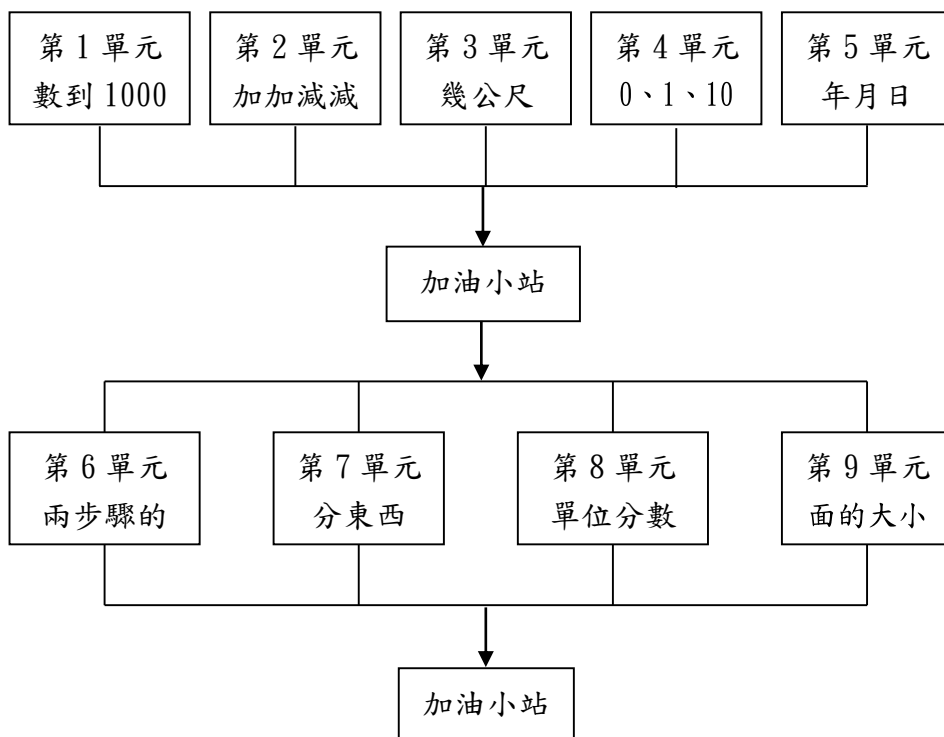 第1單元
數到1000
第2單元
加加減減
第3單元
幾公尺
第4單元
0、1、10
第5單元
年月日
加油小站
第6單元
兩步驟的
第7單元
分東西
第8單元
單位分數
第9單元
面的大小
加油小站